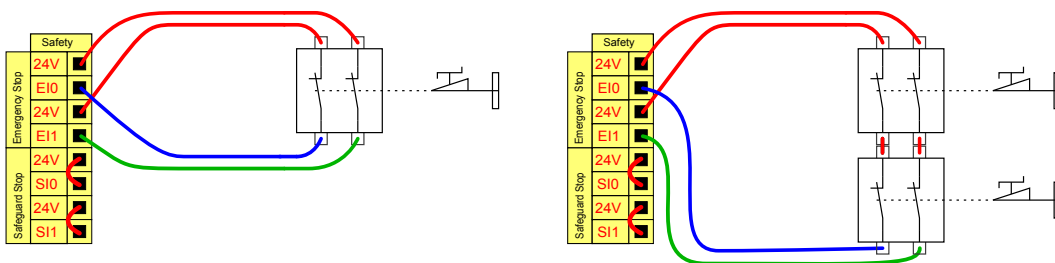 Safety
Emergency Stop
24V
EI0
24V
EI1
Safeguard Stop
24V
SI0
24V
SI1
Safety
Emergency Stop
24V
EI0
24V
EI1
Safeguard Stop
24V
SI0
24V
SI1